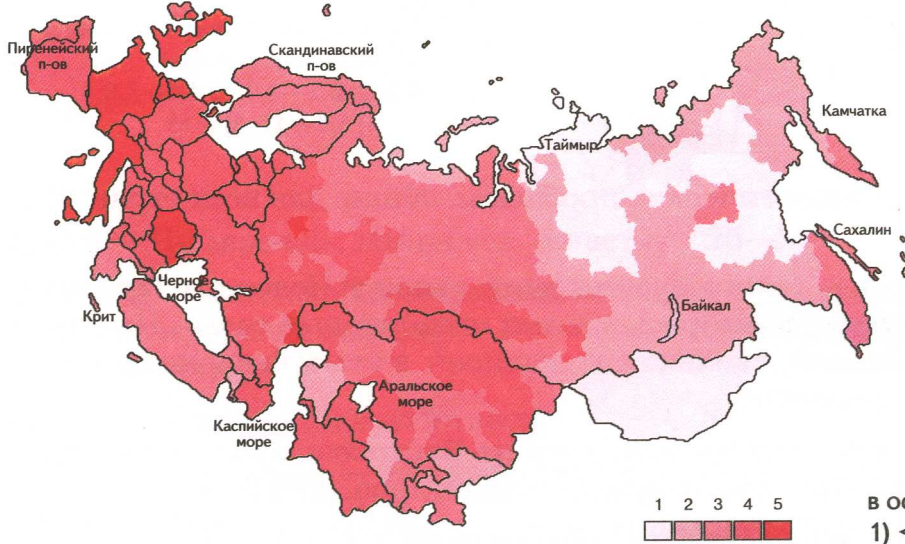 Пиренейский
п-ов
Скандинавский
п-ов
Таймыр
Камчатка
Сахалин
Черное
море
Крит
Байкал
Аральское
море
Каспийское
море
1 2 3 4 5
1) <